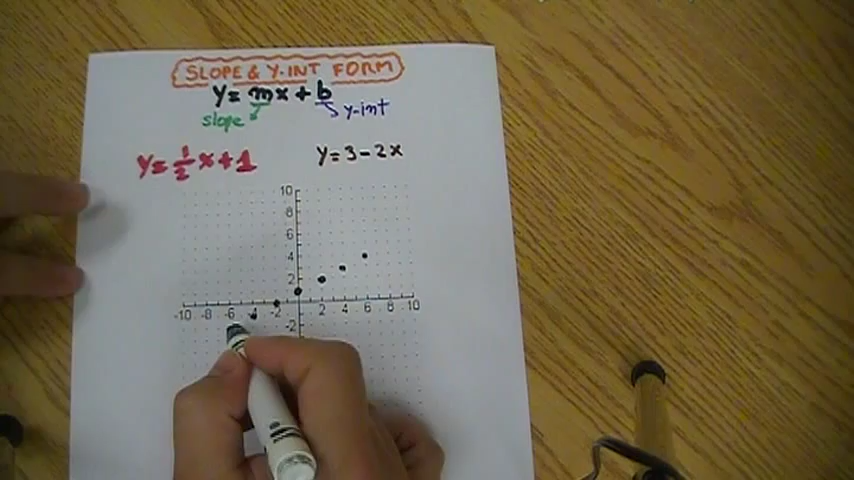 SLOPE & Y-INT FORM
y = mx + b
slope y-int
y = 1/2 x + 1 y = 3 - 2x
10
8
6
4
2
-10 -8 -6 -4 -2 2 4 6 8 10
-2